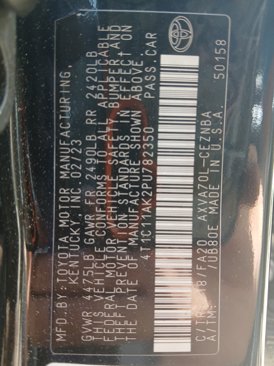 MFD. BY: TOYOTA MOTOR MANUFACTURING,
KENTUCKY, INC. 02/23
GVWR 4475LB GAWR FR 2490LB RR 2420LB
THIS VEHICLE CONFORMS TO ALL APPLICABLE
FEDERAL MOTOR VEHICLE SAFETY, BUMPER, AND
THEFT PREVENTION STANDARDS IN EFFECT ON
THE DATE OF MANUFACTURE SHOWN ABOVE.
4T1C11AK2PU782350 PASS. CAR
C/TR: 218/FA20 AXVA70L-CEZNBA
A/TM: /UB80E MADE IN U.S.A.
50158